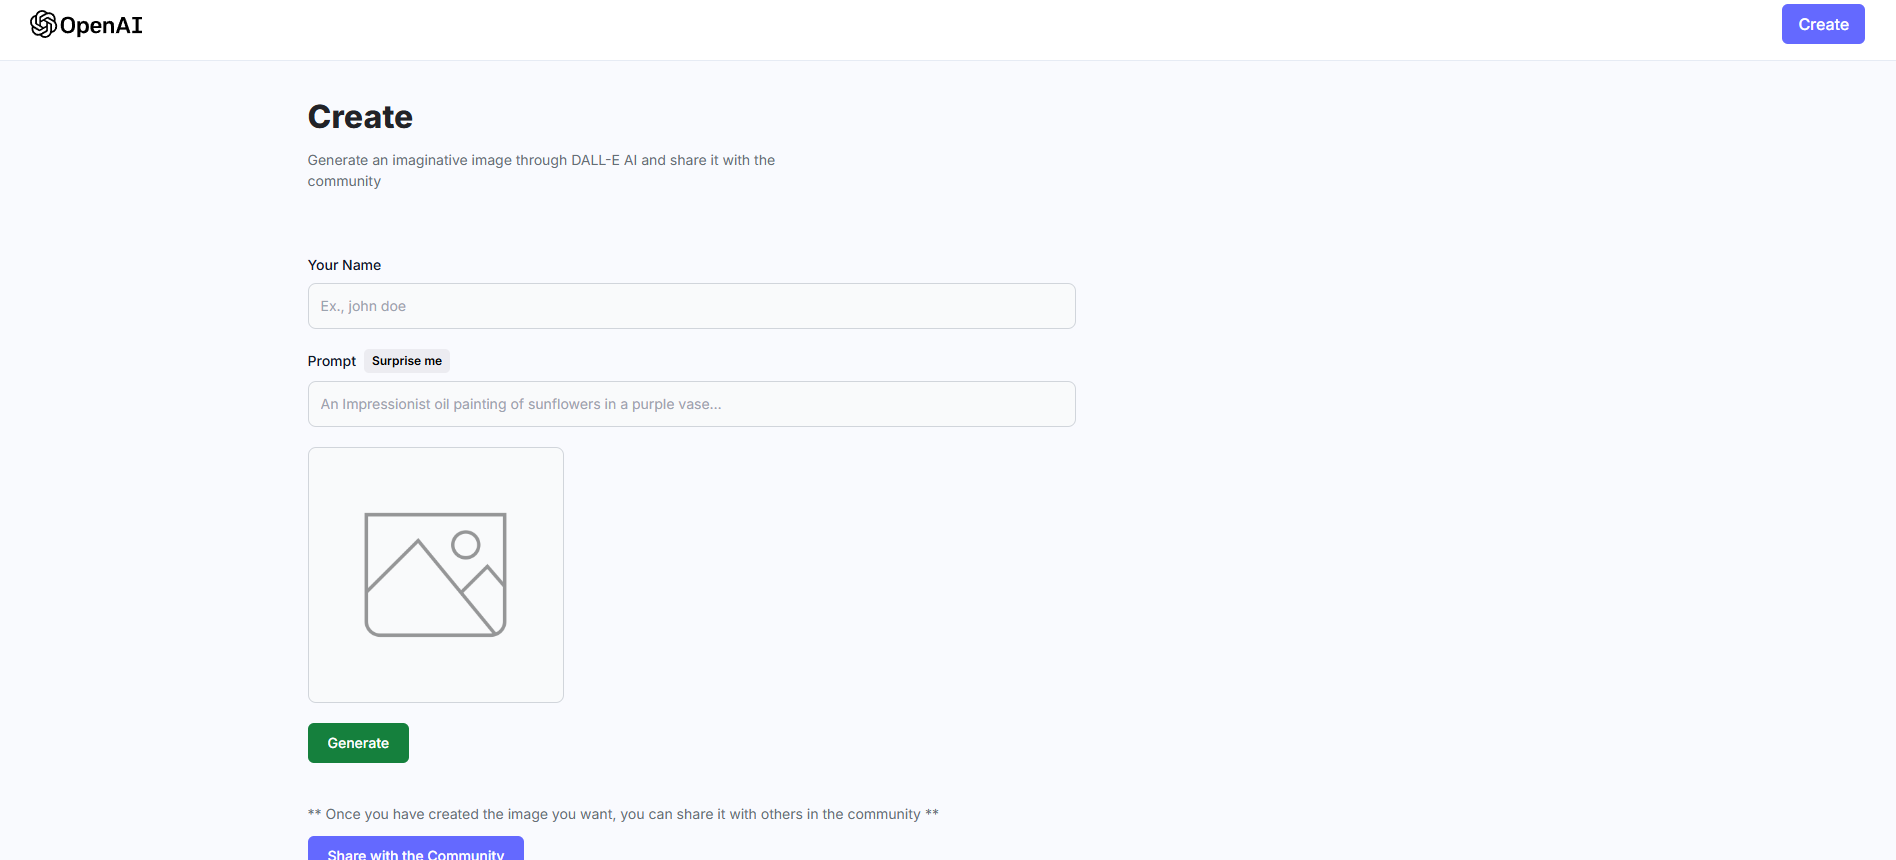 OpenAI
Create
Create
Generate an imaginative image through DALL-E AI and share it with the
community
Your Name
Ex., john doe
Prompt Surprise me
An Impressionist oil painting of sunflowers in a purple vase...
Generate
** Once you have created the image you want, you can share it with others in the community **
Share with the Community